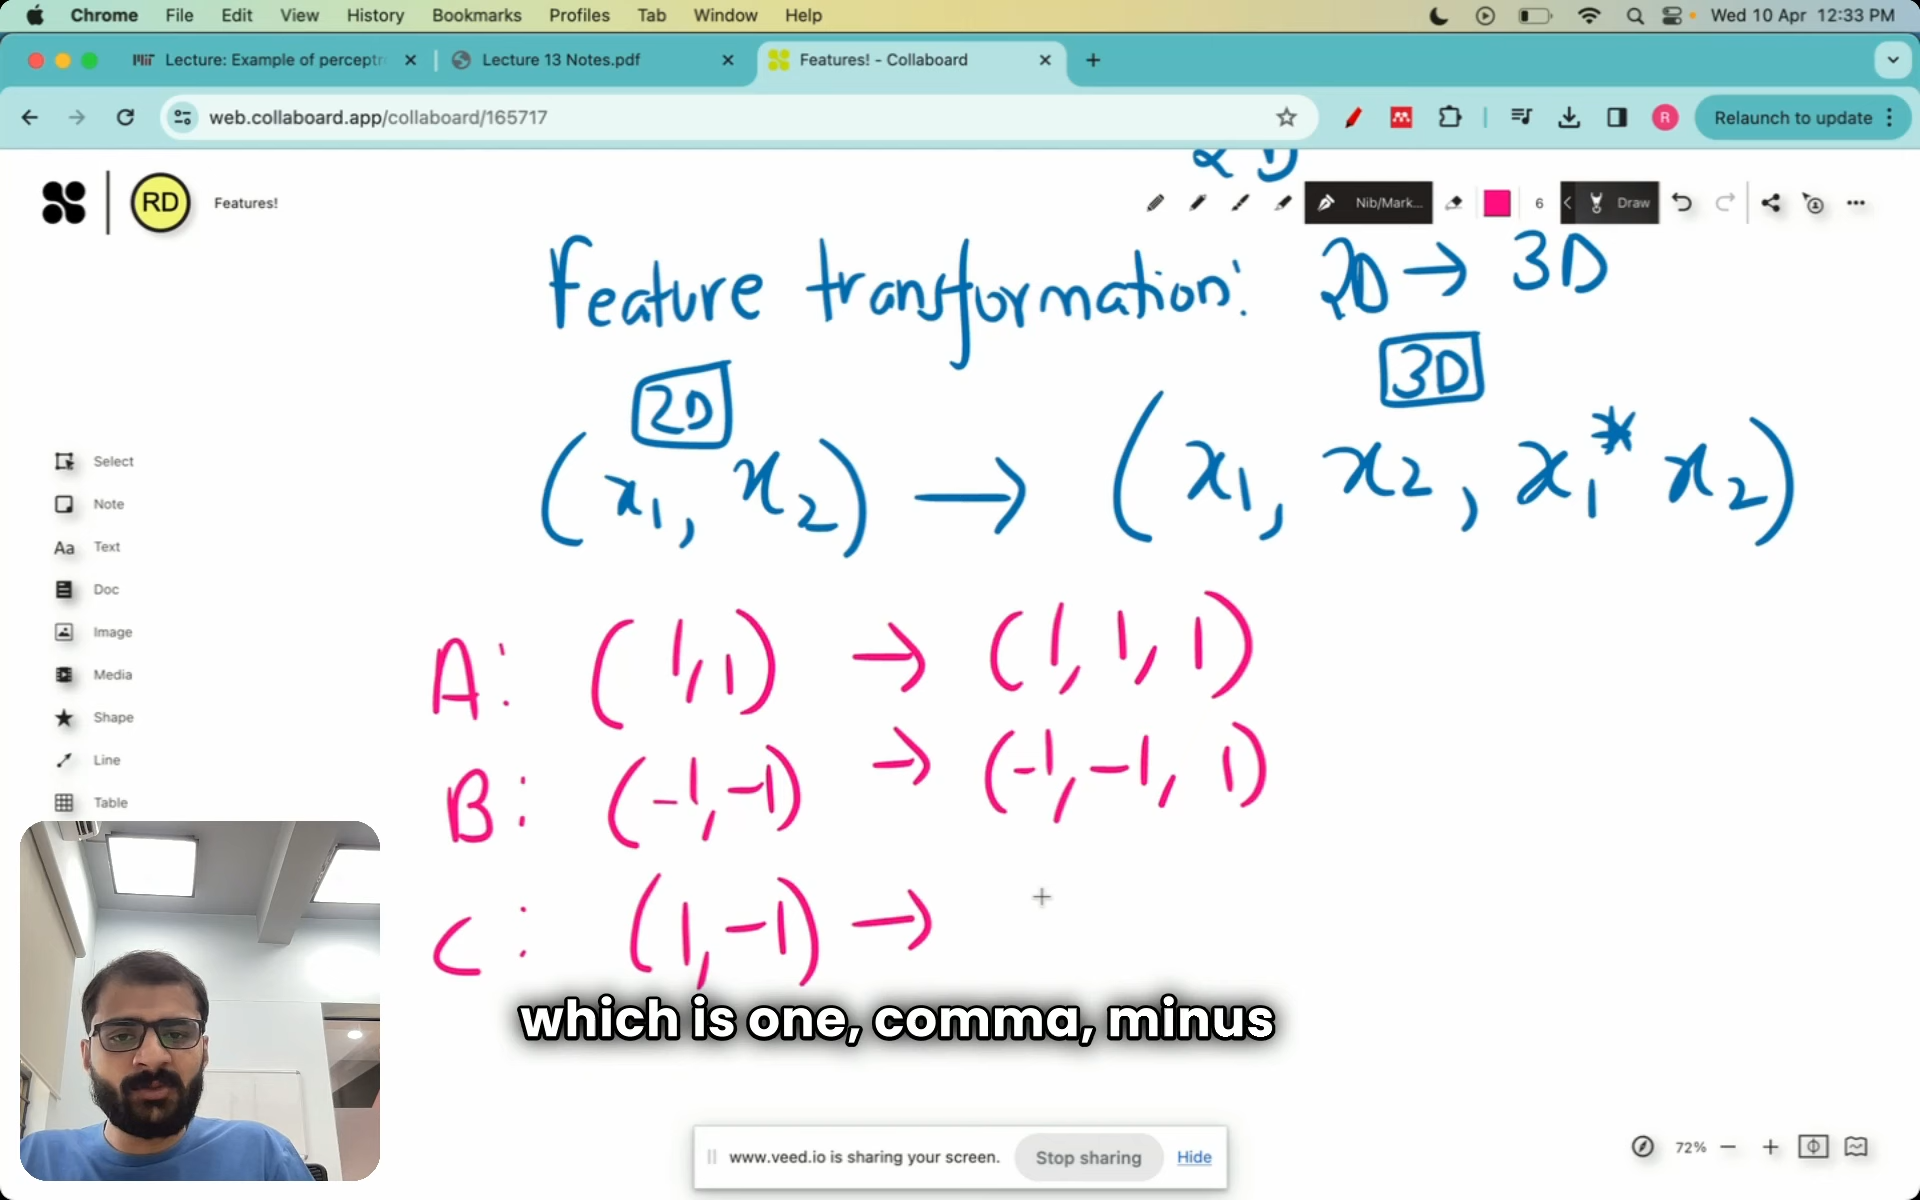 Chrome File Edit View History Bookmarks Profiles Tab Window Help Wed 10 Apr 12:33 PM
Lecture: Example of perceptr Lecture 13 Notes.pdf Features! - Collaboard
web.collaboard.app/collaboard/165717 R Relaunch to update
2D
RD Features! Nib/Mark... 6 Draw
Feature transformation: 2D → 3D
2D 3D
(x1, x2) → (x1, x2, x1 * x2)
Select
Note
Text
Doc
Image
Media
Shape
Line
Table
A: (1,1) → (1, 1, 1)
B: (-1,-1) → (-1, -1, 1)
C: (1,-1) →
which is one, comma, minus
www.veed.io is sharing your screen. Stop sharing Hide
72%